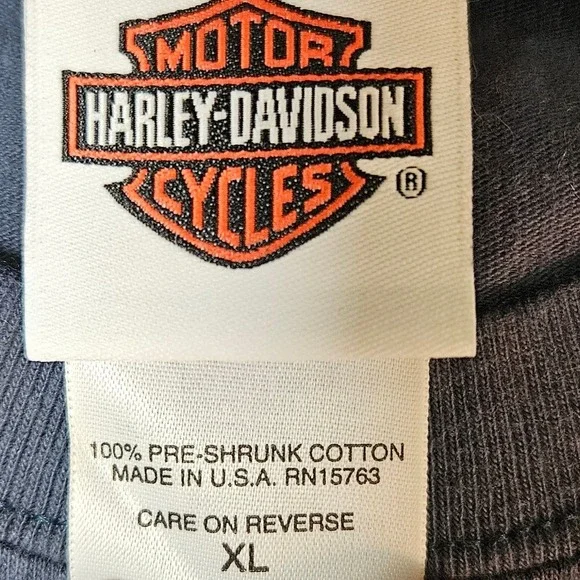 MOTOR
HARLEY-DAVIDSON
CYCLES
®
100% PRE-SHRUNK COTTON
MADE IN U.S.A. RN15763
CARE ON REVERSE
XL